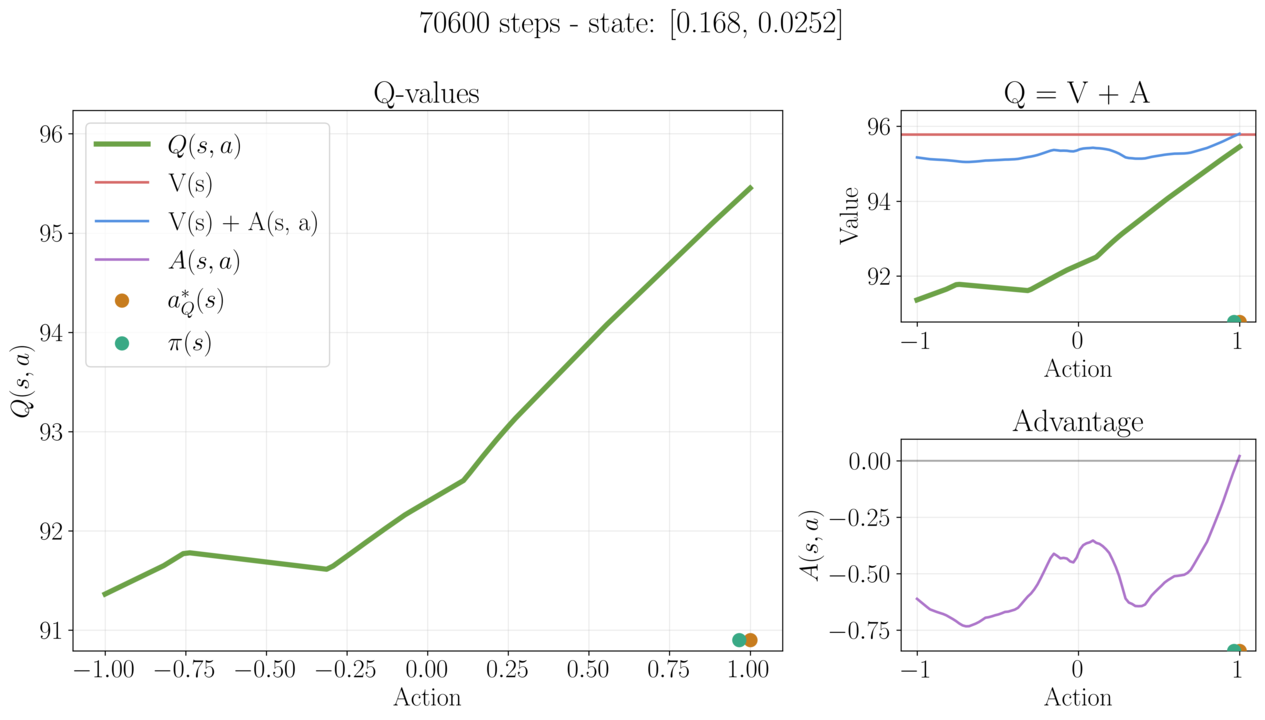 70600 steps - state: [0.168, 0.0252]
Q-values
Q(s, a)
96
95
94
93
92
91
Q(s, a)
V(s)
V(s) + A(s, a)
A(s, a)
a*Q(s)
π(s)
−1.00 −0.75 −0.50 −0.25 0.00 0.25 0.50 0.75 1.00
Action
Q = V + A
Value
96
94
92
−1 0 1
Action
Advantage
A(s, a)
0.00
−0.25
−0.50
−0.75
−1 0 1
Action